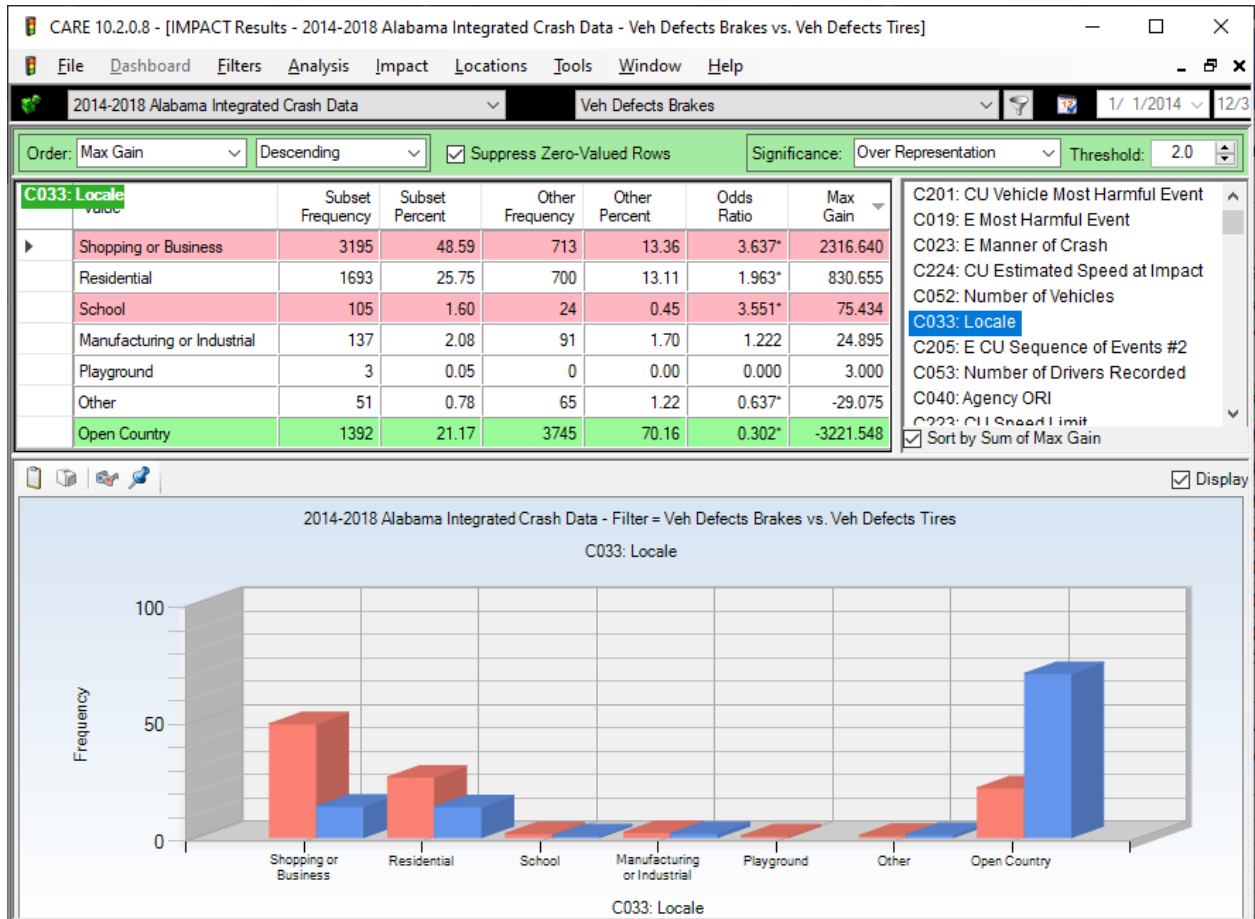 CARE 10.2.0.8 - [IMPACT Results - 2014-2018 Alabama Integrated Crash Data - Veh Defects Brakes vs. Veh Defects Tires]
File Dashboard Filters Analysis Impact Locations Tools Window Help
2014-2018 Alabama Integrated Crash Data Veh Defects Brakes 1/ 1/2014 12/3
Order: Max Gain Descending Suppress Zero-Valued Rows Significance: Over Representation Threshold: 2.0
C033: Locale Subset Frequency Subset Percent Other Frequency Other Percent Odds Ratio Max Gain
Shopping or Business 3195 48.59 713 13.36 3.637* 2316.640
Residential 1693 25.75 700 13.11 1.963* 830.655
School 105 1.60 24 0.45 3.551* 75.434
Manufacturing or Industrial 137 2.08 91 1.70 1.222 24.895
Playground 3 0.05 0 0.00 0.000 3.000
Other 51 0.78 65 1.22 0.637* -29.075
Open Country 1392 21.17 3745 70.16 0.302* -3221.548
C201: CU Vehicle Most Harmful Event
C019: E Most Harmful Event
C023: E Manner of Crash
C224: CU Estimated Speed at Impact
C052: Number of Vehicles
C033: Locale
C205: E CU Sequence of Events #2
C053: Number of Drivers Recorded
C040: Agency ORI
C223: CU Speed Limit
Sort by Sum of Max Gain
Display
2014-2018 Alabama Integrated Crash Data - Filter = Veh Defects Brakes vs. Veh Defects Tires
C033: Locale
100
50
0
Frequency
Shopping or Business
Residential
School
Manufacturing or Industrial
Playground
Other
Open Country
C033: Locale